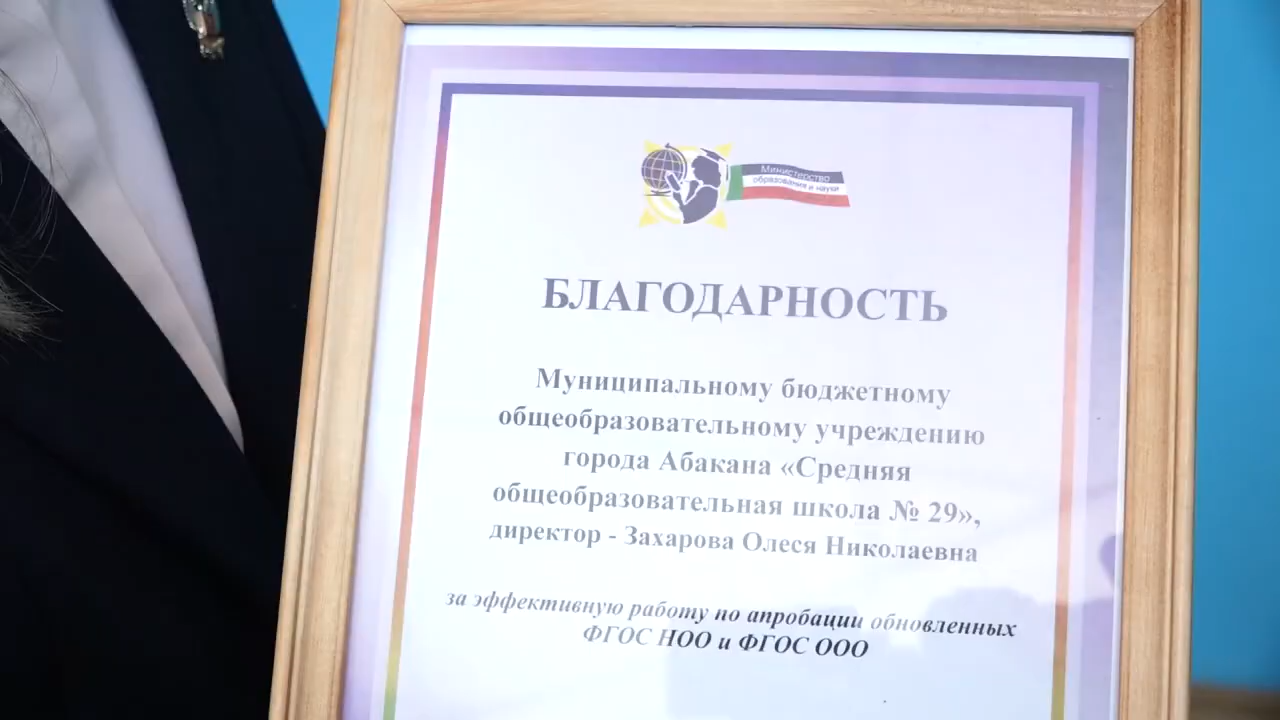 Министерство
образования и науки
БЛАГОДАРНОСТЬ
Муниципальному бюджетному
общеобразовательному учреждению
города Абакана «Средняя
общеобразовательная школа № 29»,
директор - Захарова Олеся Николаевна
за эффективную работу по апробации обновленных
ФГОС НОО и ФГОС ООО